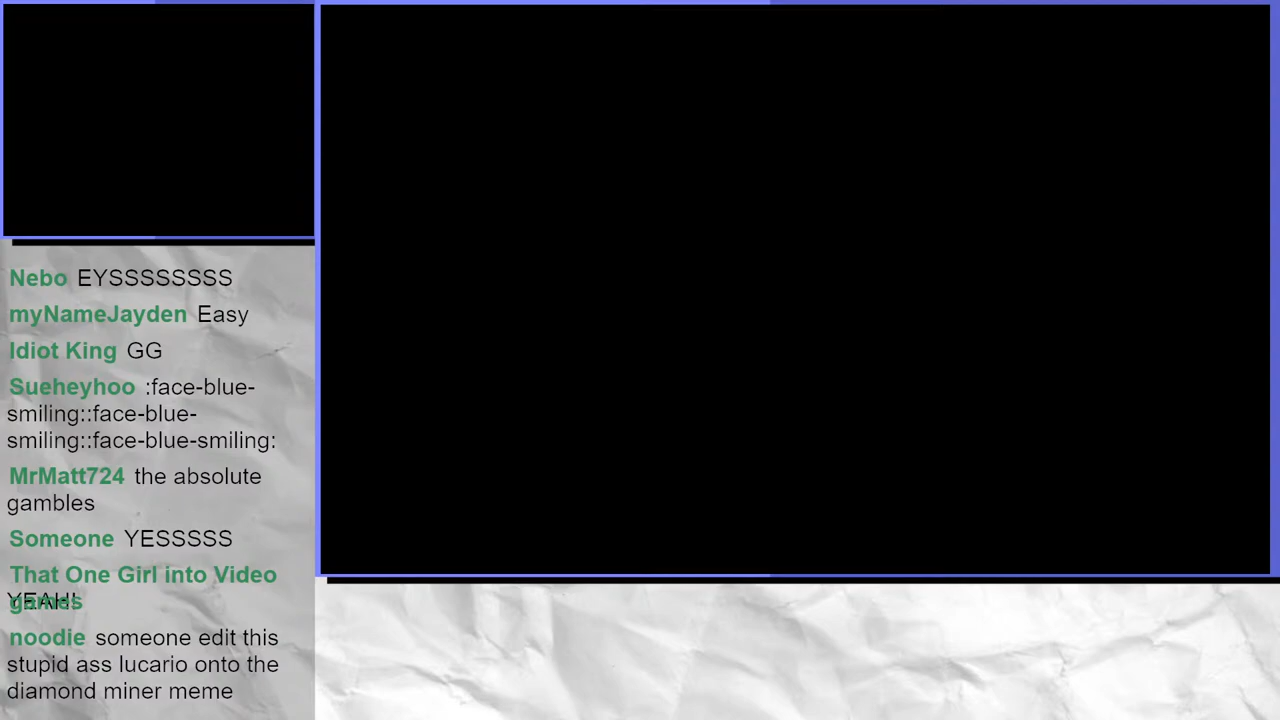 Nebo EYSSSSSSSS
myNameJayden Easy
Idiot King GG
Sueheyhoo :face-blue-
smiling::face-blue-
smiling::face-blue-smiling:
MrMatt724 the absolute
gambles
Someone YESSSSS
That One Girl into Video
games YEAH!
noodie someone edit this
stupid ass lucario onto the
diamond miner meme